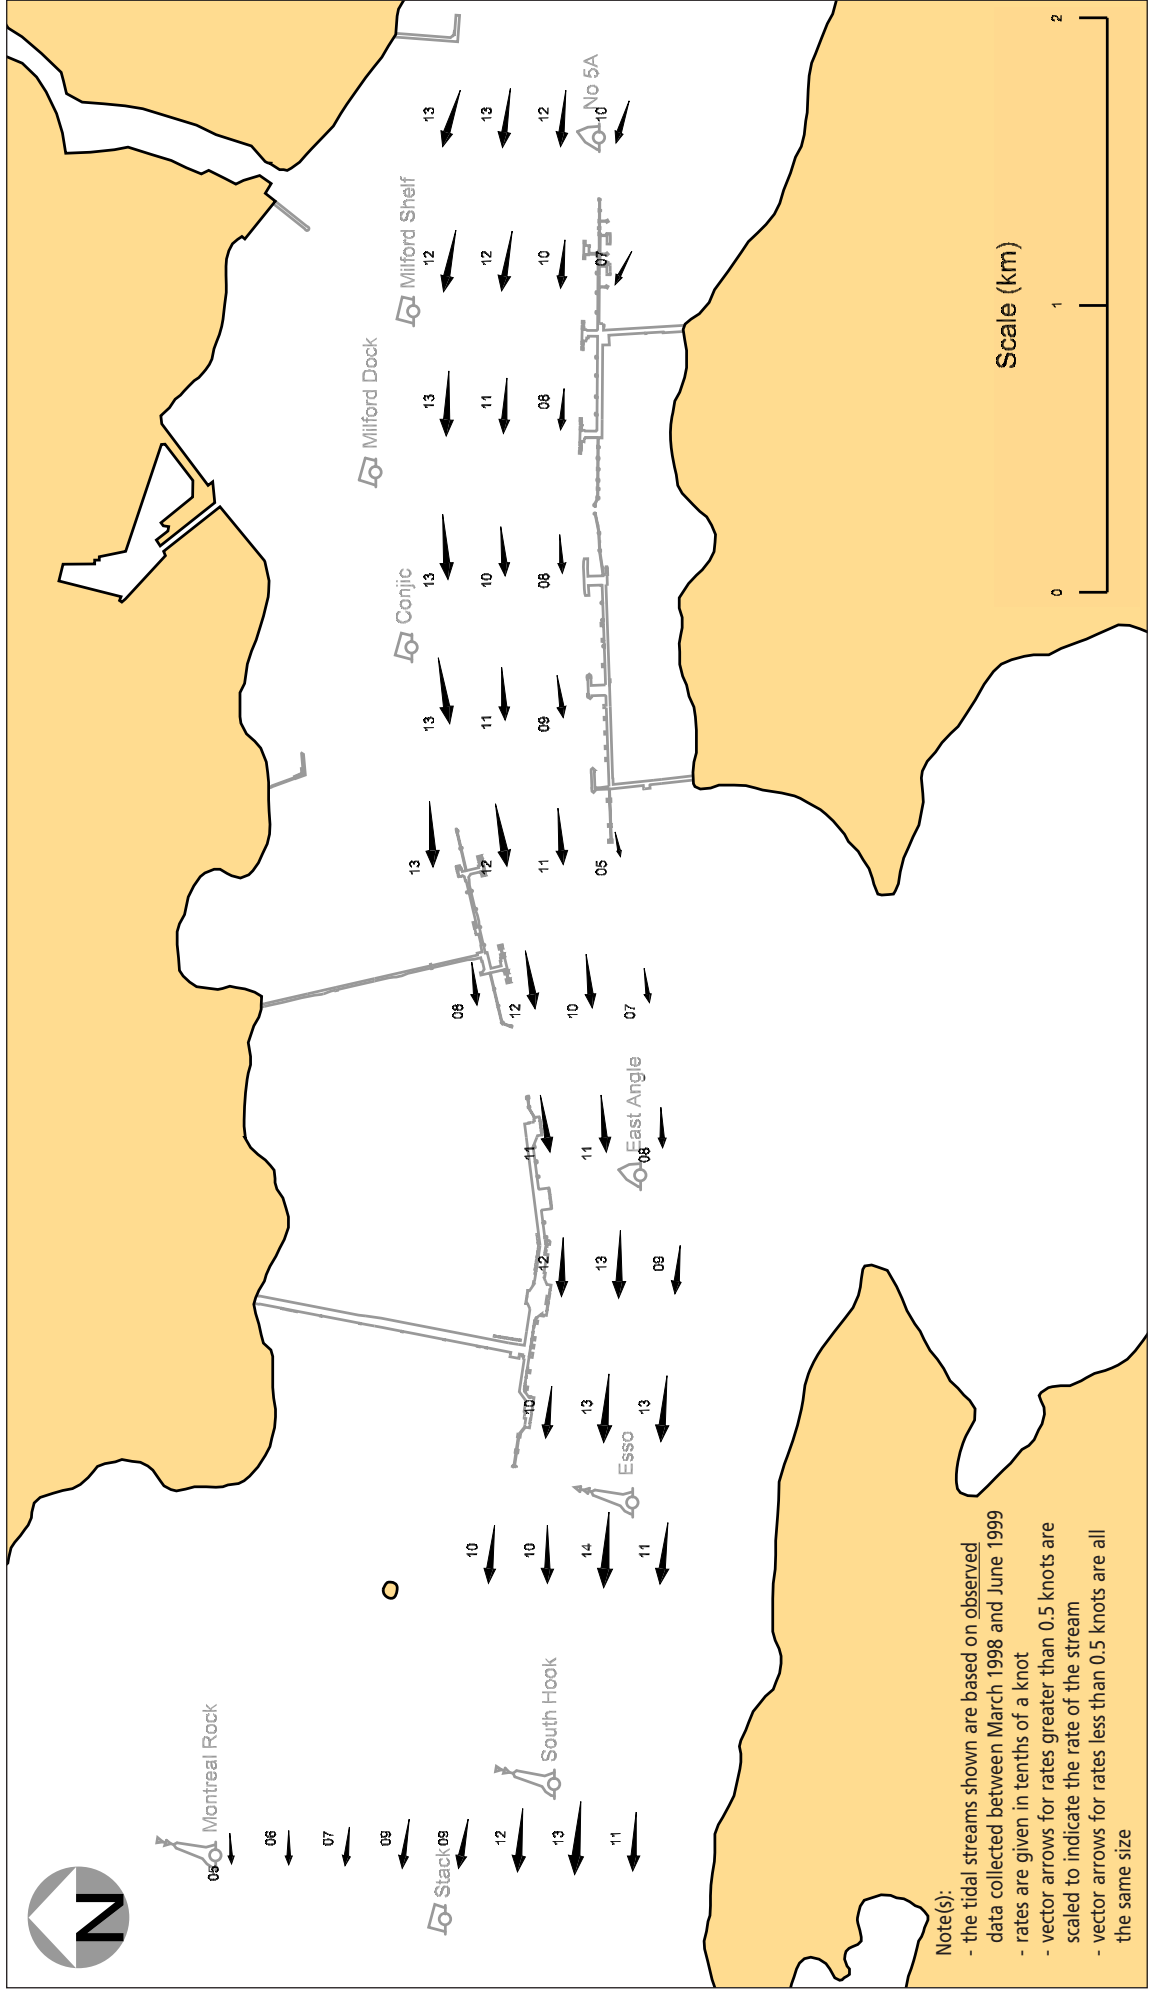 N
Montreal Rock
Stack
South Hook
Esso
East Angle
Conjic
Milford Dock
Milford Shelf
No 5A
05
06
07
09
09
12
13
11
10
10
14
11
10
13
13
12
13
09
11
11
08
08
12
10
07
13
12
11
05
13
11
09
13
10
08
13
11
08
12
12
10
07
13
13
12
10
Note(s):
- the tidal streams shown are based on observed
data collected between March 1998 and June 1999
- rates are given in tenths of a knot
- vector arrows for rates greater than 0.5 knots are
scaled to indicate the rate of the stream
- vector arrows for rates less than 0.5 knots are all
the same size
Scale (km)
0 1 2